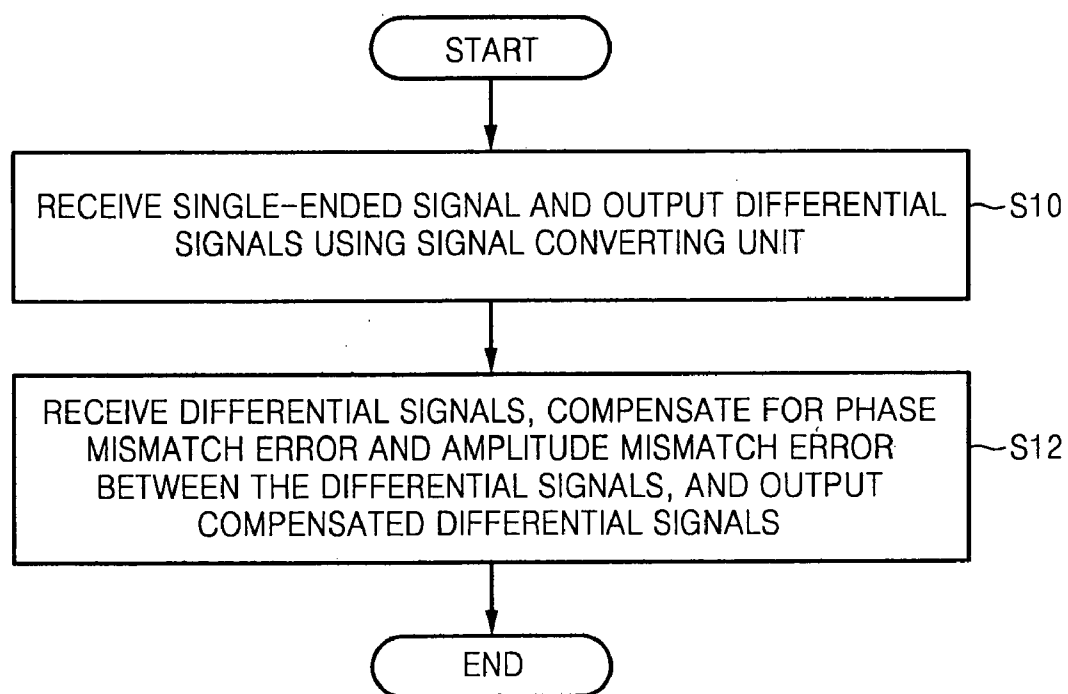 START
RECEIVE SINGLE-ENDED SIGNAL AND OUTPUT DIFFERENTIAL
SIGNALS USING SIGNAL CONVERTING UNIT
S10
RECEIVE DIFFERENTIAL SIGNALS, COMPENSATE FOR PHASE
MISMATCH ERROR AND AMPLITUDE MISMATCH ERROR
BETWEEN THE DIFFERENTIAL SIGNALS, AND OUTPUT
COMPENSATED DIFFERENTIAL SIGNALS
S12
END